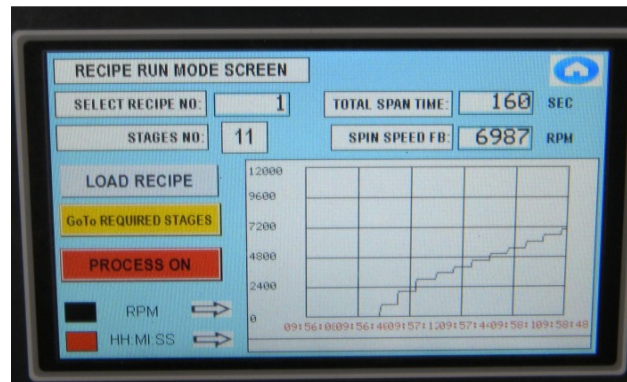 RECIPE RUN MODE SCREEN
SELECT RECIPE NO: 1
TOTAL SPAN TIME: 160 SEC
STAGES NO: 11
SPIN SPEED FB: 6987 RPM
LOAD RECIPE
GoTo REQUIRED STAGES
PROCESS ON
RPM
HH.MI.SS
12000
9600
7200
4800
2400
0